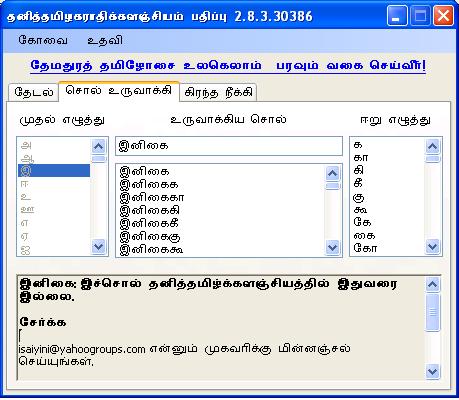 தனித்தமிழகராதிக்களஞ்சியம் பதிப்பு 2.8.3.30386
கோவை உதவி
தேமதுரத் தமிழோசை உலகெலாம் பரவும் வகை செய்வீர்!
தேடல் சொல் உருவாக்கி கிரந்த நீக்கி
முதல் எழுத்து உருவாக்கிய சொல் ஈறு எழுத்து
அ
ஆ
இ
ஈ
உ
ஊ
எ
ஏ
ஐ
இனிகை
இனிகை
இனிகைக
இனிகைகா
இனிகைகி
இனிகைகீ
இனிகைகு
இனிகைகூ
க
கா
கி
கீ
கு
கூ
கே
கை
கோ
இனிகை: இச்சொல் தனித்தமிழ்க்களஞ்சியத்தில் இதுவரை
இல்லை.
சேர்க்க
[
isaiyini@yahoogroups.com என்னும் முகவரிக்கு மின்னஞ்சல்
செய்யுங்கள்.